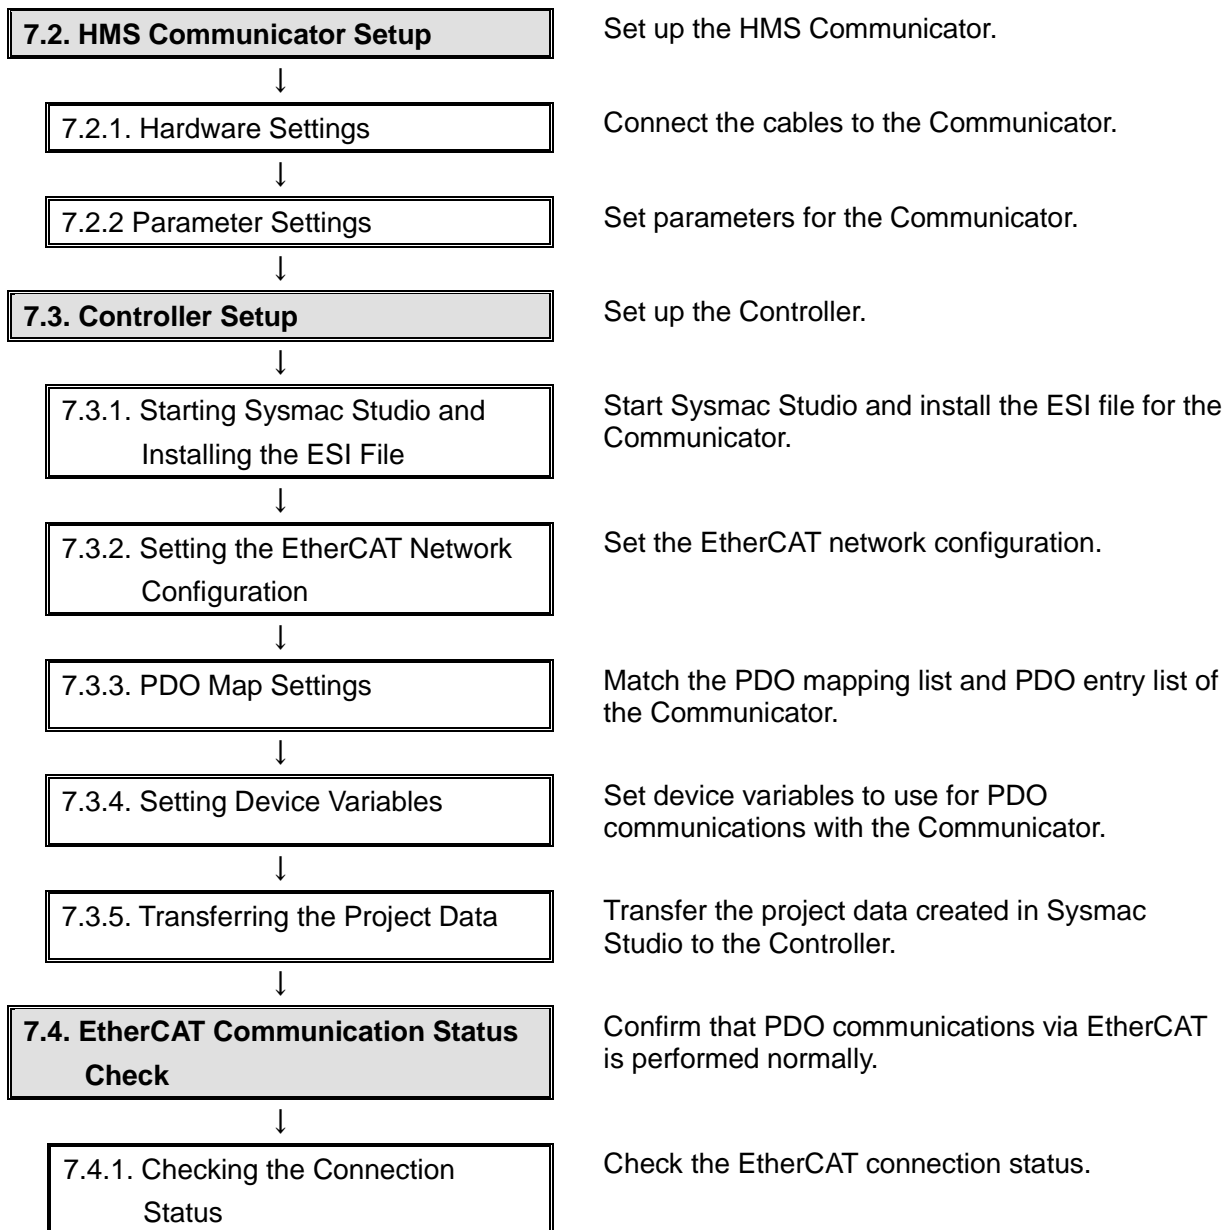 7.2. HMS Communicator Setup
Set up the HMS Communicator.
↓
7.2.1. Hardware Settings
Connect the cables to the Communicator.
↓
7.2.2 Parameter Settings
Set parameters for the Communicator.
↓
7.3. Controller Setup
Set up the Controller.
↓
7.3.1. Starting Sysmac Studio and
Installing the ESI File
Start Sysmac Studio and install the ESI file for the
Communicator.
↓
7.3.2. Setting the EtherCAT Network
Configuration
Set the EtherCAT network configuration.
↓
7.3.3. PDO Map Settings
Match the PDO mapping list and PDO entry list of
the Communicator.
↓
7.3.4. Setting Device Variables
Set device variables to use for PDO
communications with the Communicator.
↓
7.3.5. Transferring the Project Data
Transfer the project data created in Sysmac
Studio to the Controller.
↓
7.4. EtherCAT Communication Status
Check
Confirm that PDO communications via EtherCAT
is performed normally.
↓
7.4.1. Checking the Connection
Status
Check the EtherCAT connection status.